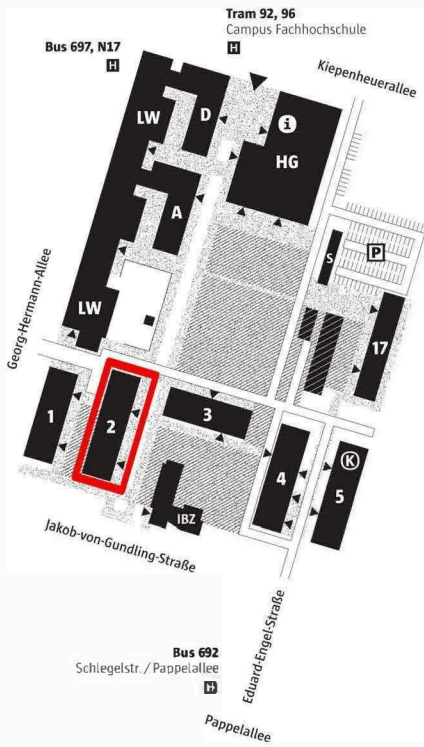 Tram 92, 96
Campus Fachhochschule
H
Bus 697, N17
H
Kiepenheuerallee
LW
D
i
HG
A
S
P
Georg-Hermann-Allee
LW
17
1
2
3
4
K
5
IBZ
Jakob-von-Gundling-Straße
Eduard-Engel-Straße
Bus 692
Schlegelstr. / Pappelallee
H
Pappelallee